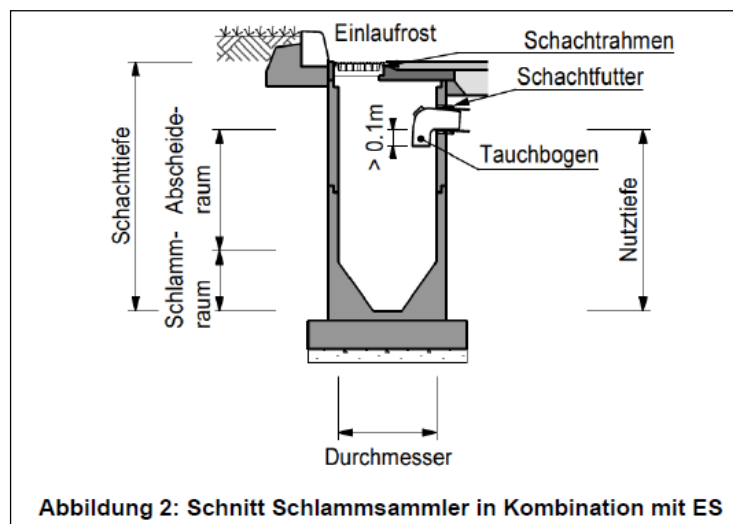 Einlaufrost
Schachtrahmen
Schachtfutter
Tauchbogen
> 0.1m
Schachttiefe
Abscheide-
raum
Schlamm-
raum
Nutztiefe
Durchmesser
Abbildung 2: Schnitt Schlammsammler in Kombination mit ES